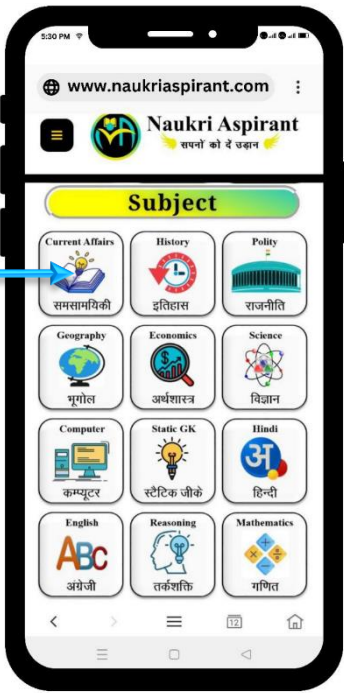 5:30 PM
www.naukriaspirant.com
Naukri Aspirant
सपनों को दें उड़ान
Subject
Current Affairs
समसामयिकी
History
इतिहास
Polity
राजनीति
Geography
भूगोल
Economics
अर्थशास्त्र
Science
विज्ञान
Computer
कम्प्यूटर
Static GK
स्टैटिक जीके
Hindi
अ
हिन्दी
English
ABC
अंग्रेजी
Reasoning
तर्कशक्ति
Mathematics
गणित
12